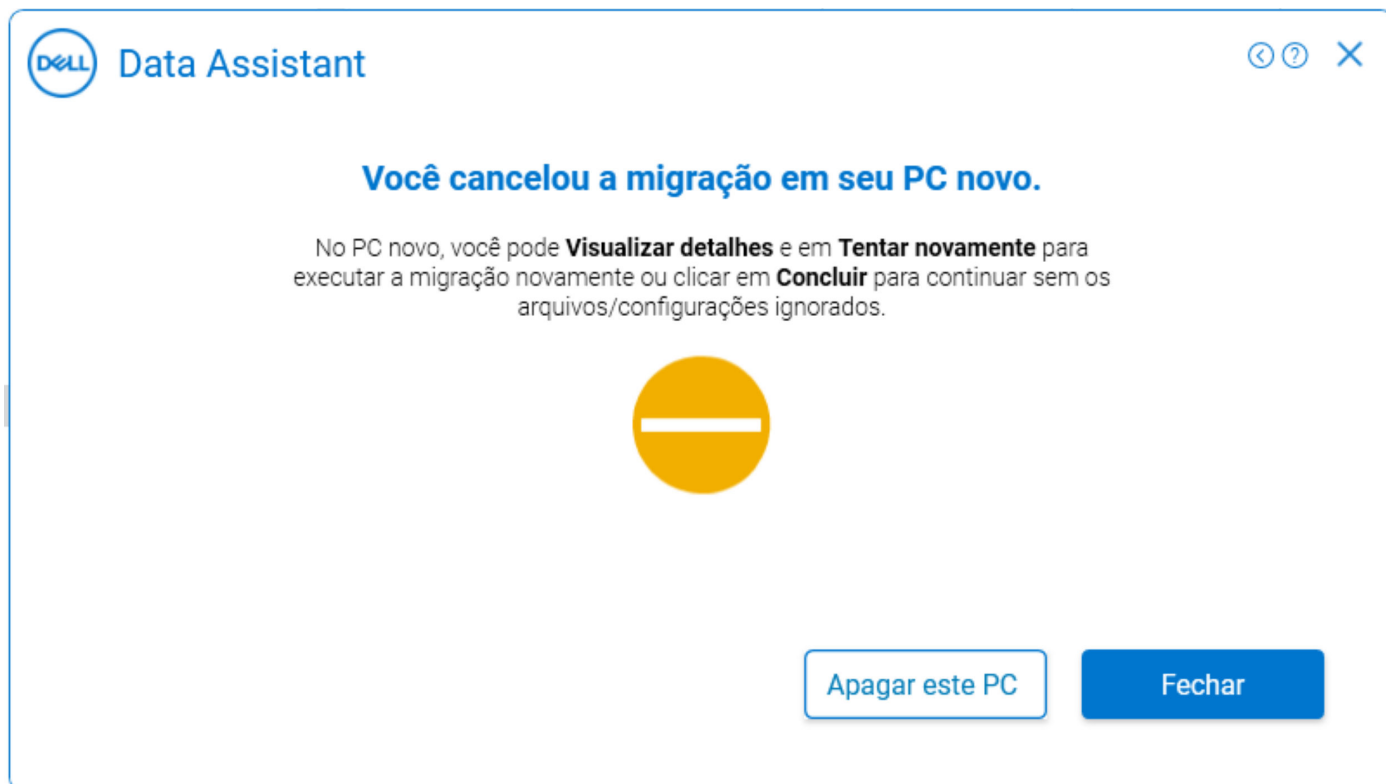 DELL Data Assistant
Você cancelou a migração em seu PC novo.
No PC novo, você pode Visualizar detalhes e em Tentar novamente para
executar a migração novamente ou clicar em Concluir para continuar sem os
arquivos/configurações ignorados.
Apagar este PC
Fechar